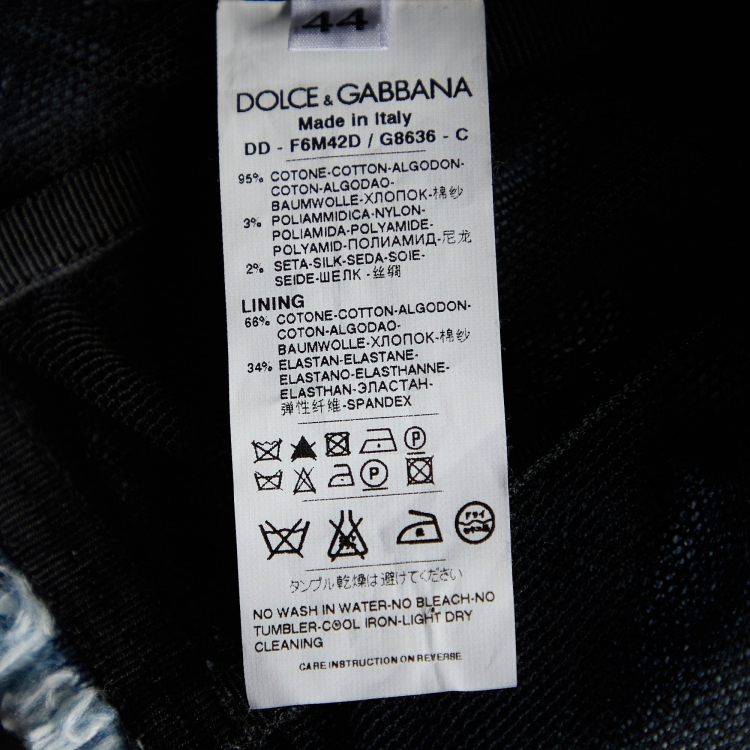 44
DOLCE & GABBANA
Made in Italy
DD - F6M42D / G8636 - C
95% COTONE-COTTON-ALGODON-
COTON-ALGODAO-
BAUMWOLLE-ХЛОПОК-棉纱
3% POLIAMMIDICA-NYLON-
POLIAMIDA-POLYAMIDE-
POLYAMID-ПОЛИАМИД-尼龙
2% SETA-SILK-SEDA-SOIE-
SEIDE-ШЕЛК-丝绸
LINING
66% COTONE-COTTON-ALGODON-
COTON-ALGODAO-
BAUMWOLLE-ХЛОПОК-棉纱
34% ELASTAN-ELASTANE-
ELASTANO-ELASTHANNE-
ELASTHAN-ЭЛАСТАН-
弹性纤维-SPANDEX
P
P
ドライ
タンブル乾燥は避けてください
NO WASH IN WATER-NO BLEACH-NO
TUMBLER-COOL IRON-LIGHT DRY
CLEANING
CARE INSTRUCTION ON REVERSE